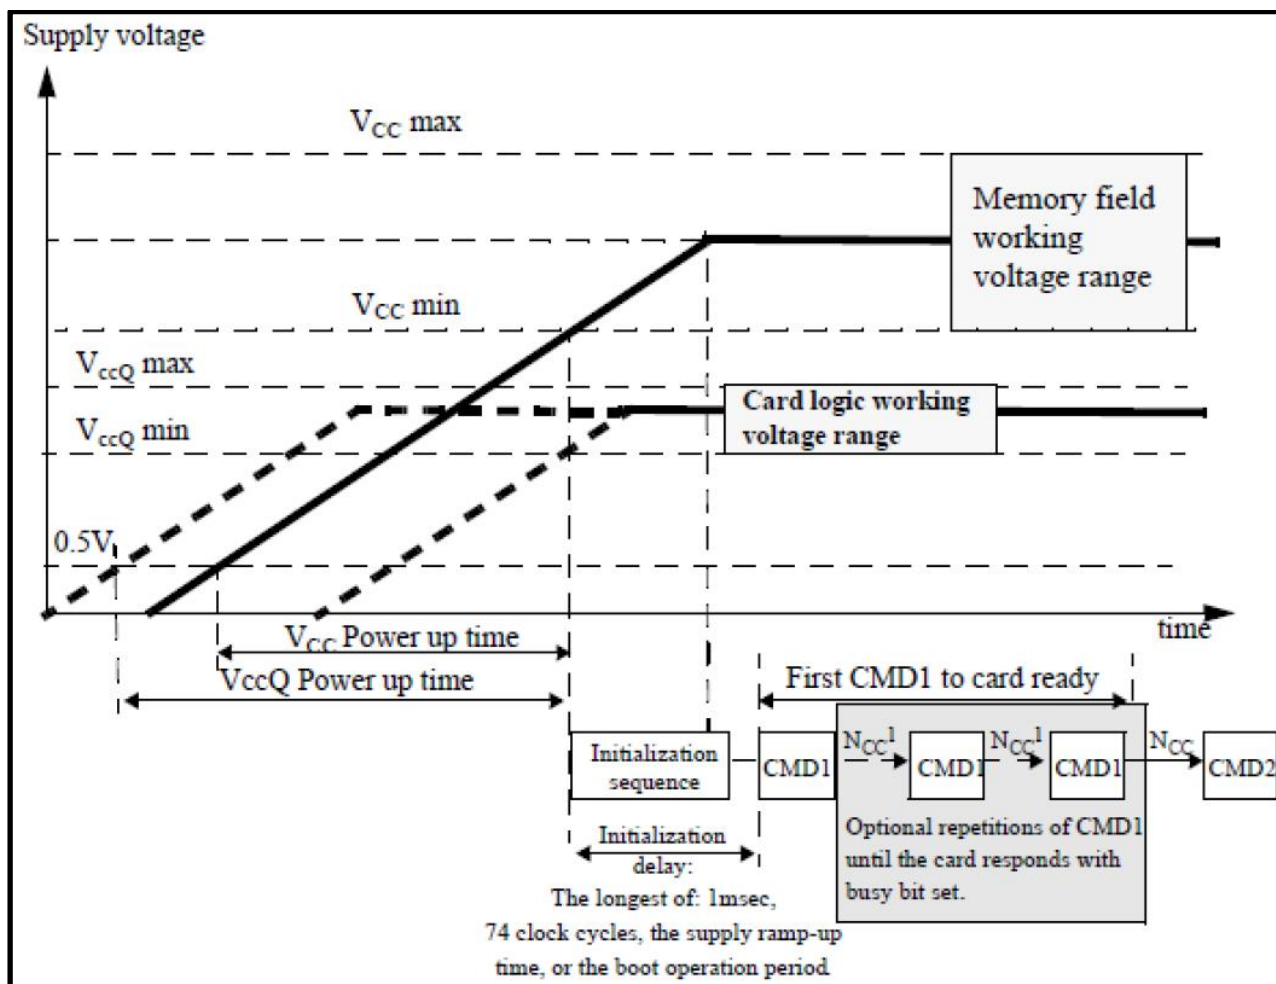 Supply voltage
V_CC max
Memory field
working
voltage range
V_CC min
V_ccQ max
Card logic working
voltage range
V_ccQ min
0.5V
time
V_CC Power up time
VccQ Power up time
First CMD1 to card ready
Initialization
sequence
CMD1
N_CC^1
CMD1
N_CC^1
CMD1
N_CC
CMD2
Optional repetitions of CMD1
until the card responds with
busy bit set.
Initialization
delay:
The longest of: 1msec,
74 clock cycles, the supply ramp-up
time, or the boot operation period